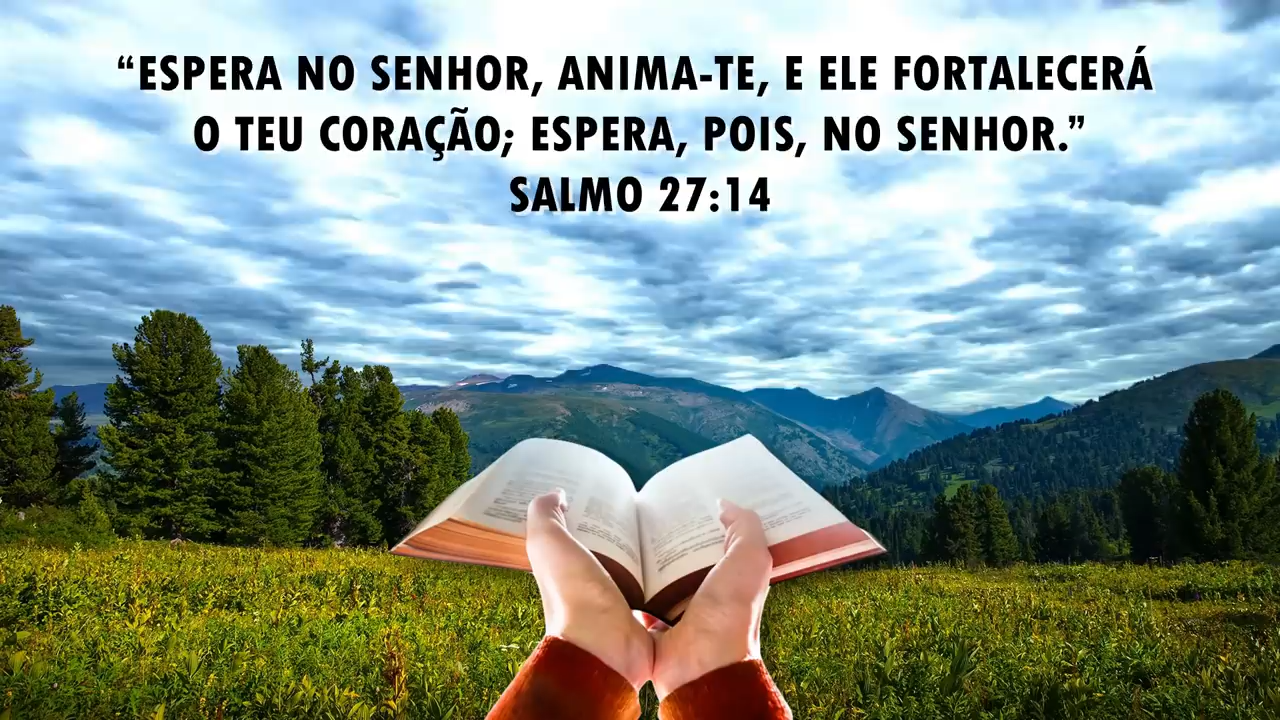 “ESPERA NO SENHOR, ANIMA-TE, E ELE FORTALECERÁ
O TEU CORAÇÃO; ESPERA, POIS, NO SENHOR.”
SALMO 27:14